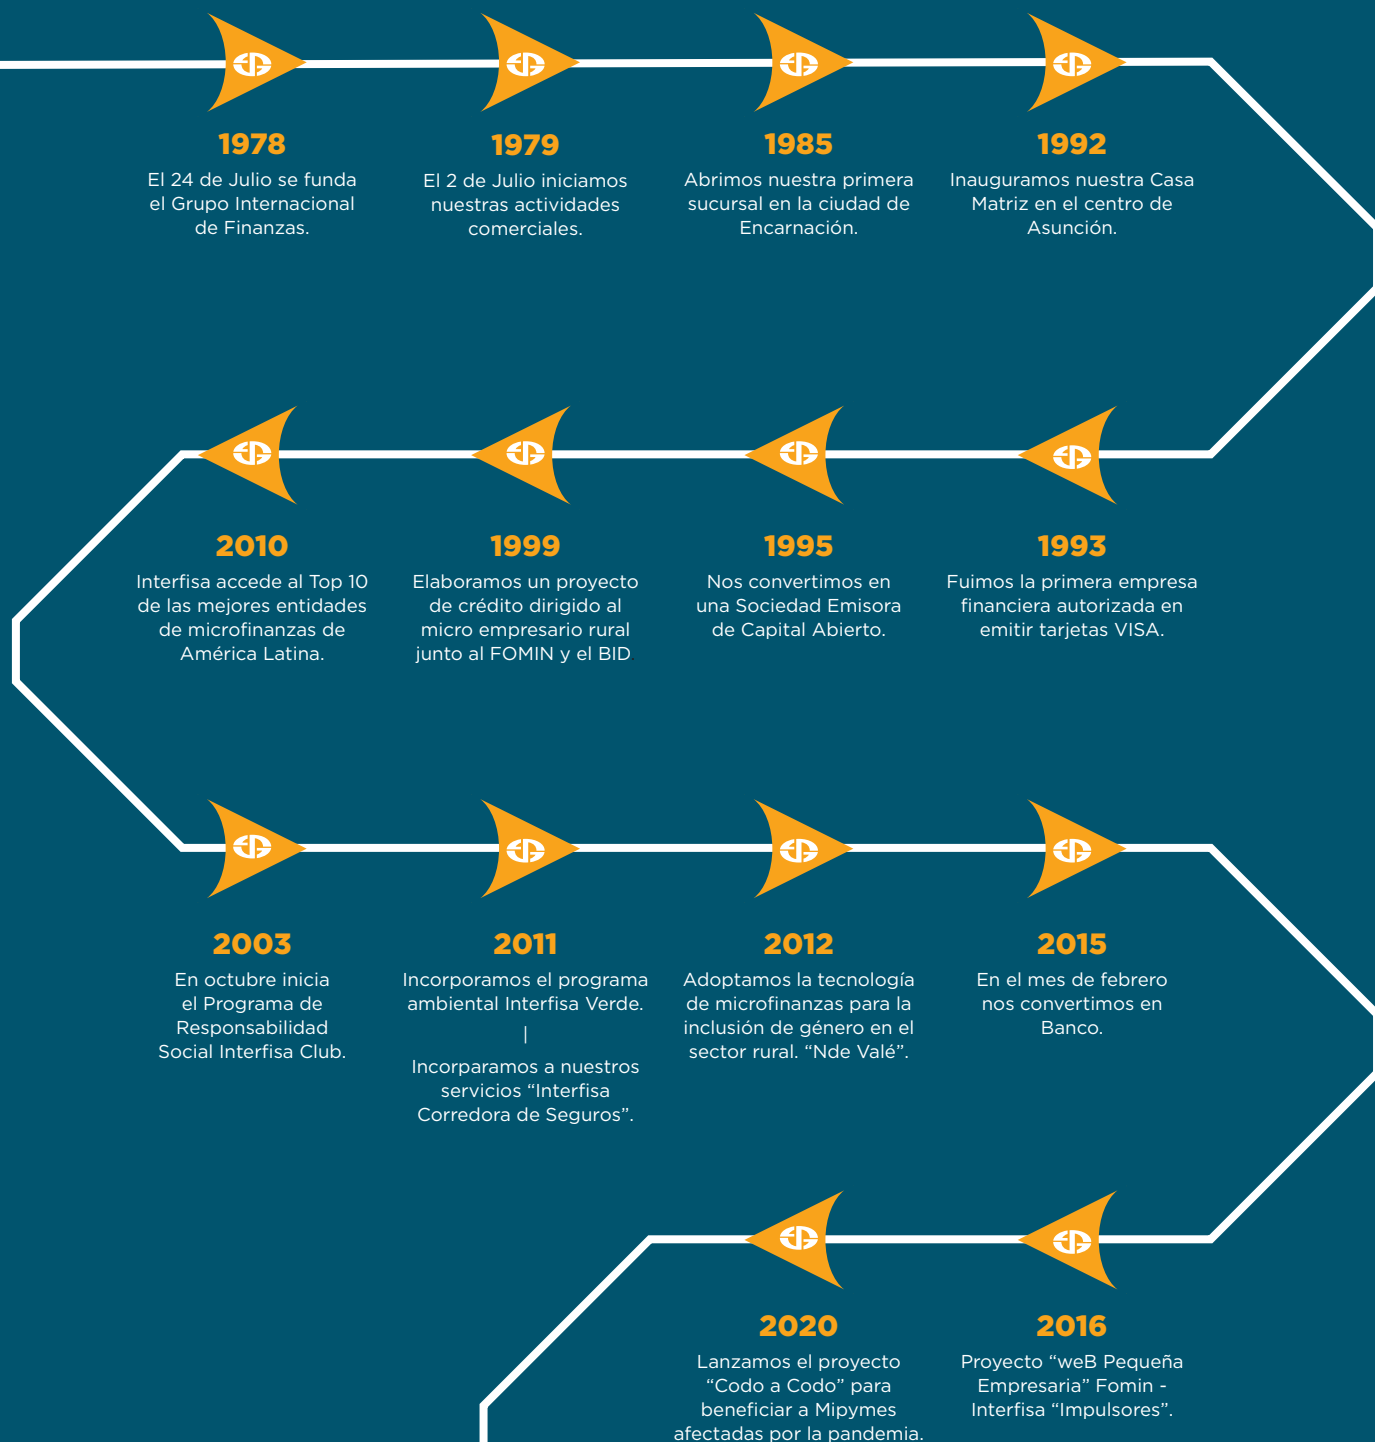 1978
El 24 de Julio se funda
el Grupo Internacional
de Finanzas.
1979
El 2 de Julio iniciamos
nuestras actividades
comerciales.
1985
Abrimos nuestra primera
sucursal en la ciudad de
Encarnación.
1992
Inauguramos nuestra Casa
Matriz en el centro de
Asunción.
1993
Fuimos la primera empresa
financiera autorizada en
emitir tarjetas VISA.
1995
Nos convertimos en
una Sociedad Emisora
de Capital Abierto.
1999
Elaboramos un proyecto
de crédito dirigido al
micro empresario rural
junto al FOMIN y el BID.
2010
Interfisa accede al Top 10
de las mejores entidades
de microfinanzas de
América Latina.
2003
En octubre inicia
el Programa de
Responsabilidad
Social Interfisa Club.
2011
Incorporamos el programa
ambiental Interfisa Verde.
|
Incorparamos a nuestros
servicios “Interfisa
Corredora de Seguros”.
2012
Adoptamos la tecnología
de microfinanzas para la
inclusión de género en el
sector rural. “Nde Valé”.
2015
En el mes de febrero
nos convertimos en
Banco.
2016
Proyecto “weB Pequeña
Empresaria” Fomin -
Interfisa “Impulsores”.
2020
Lanzamos el proyecto
“Codo a Codo” para
beneficiar a Mipymes
afectadas por la pandemia.